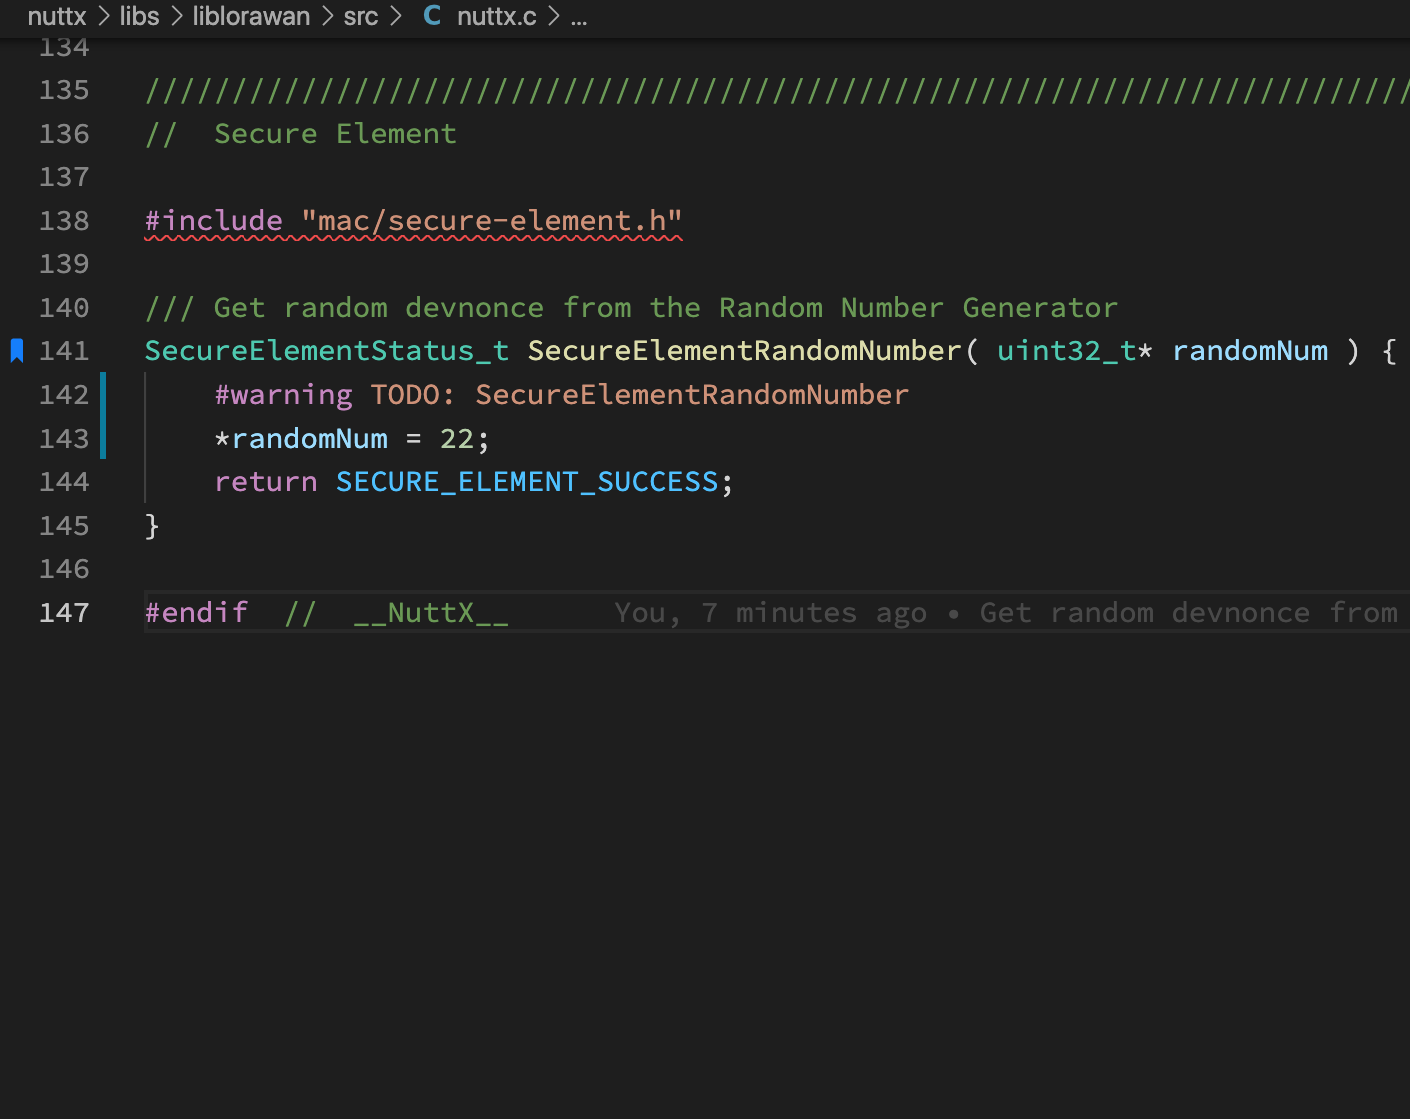 nuttx > libs > liblorawan > src > C nuttx.c > ...
134
135 ////////////////////////////////////////////////////////////////////////
136 //  Secure Element
137
138 #include "mac/secure-element.h"
139
140 /// Get random devnonce from the Random Number Generator
141 SecureElementStatus_t SecureElementRandomNumber( uint32_t* randomNum ) {
142     #warning TODO: SecureElementRandomNumber
143     *randomNum = 22;
144     return SECURE_ELEMENT_SUCCESS;
145 }
146
147 #endif  //  __NuttX__      You, 7 minutes ago • Get random devnonce from